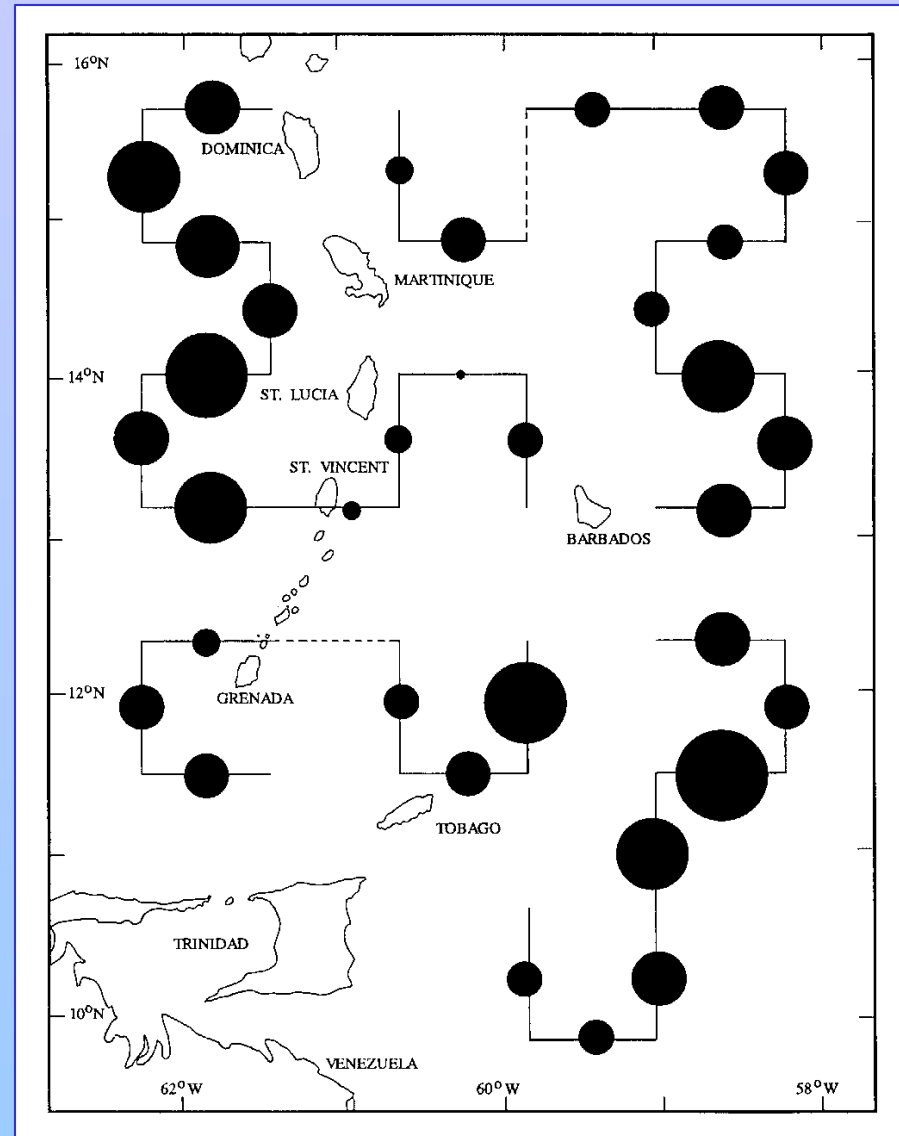 16°N
DOMINICA
MARTINIQUE
14°N
ST. LUCIA
ST. VINCENT
BARBADOS
12°N
GRENADA
TOBAGO
TRINIDAD
10°N
VENEZUELA
62°W
60°W
58°W